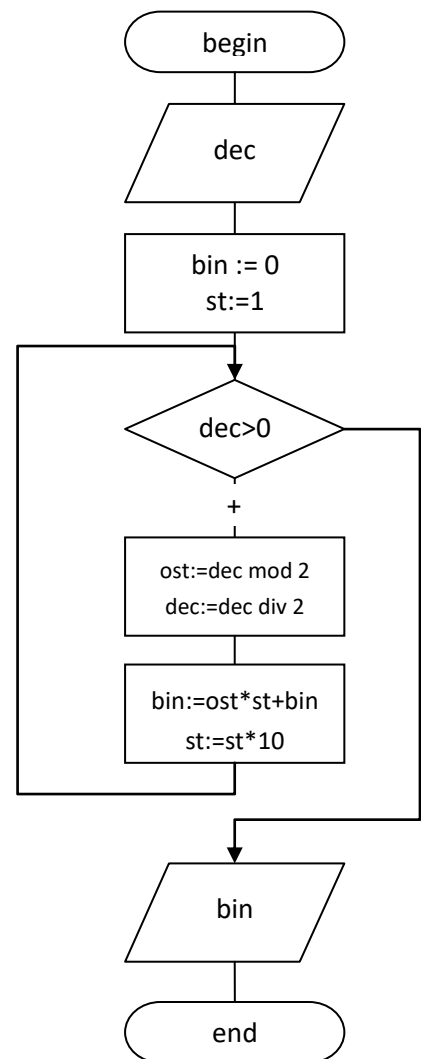 begin
dec
bin := 0
st:=1
dec>0
+
ost:=dec mod 2
dec:=dec div 2
bin:=ost*st+bin
st:=st*10
bin
end